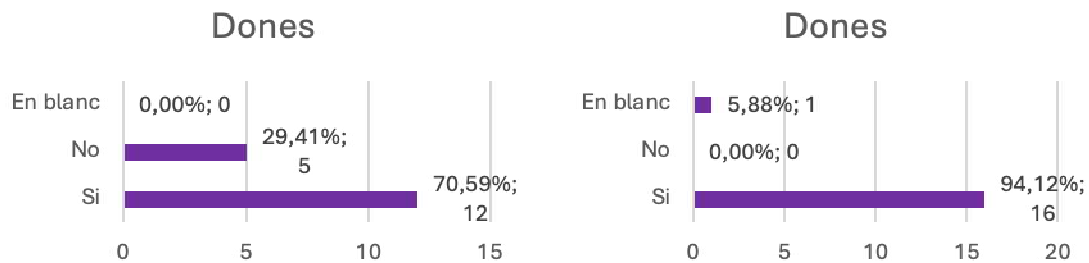 Dones
En blanc
0,00%; 0
No
29,41%;
5
Si
70,59%;
12
0
5
10
15
Dones
En blanc
5,88%; 1
No
0,00%; 0
Si
94,12%;
16
0
5
10
15
20